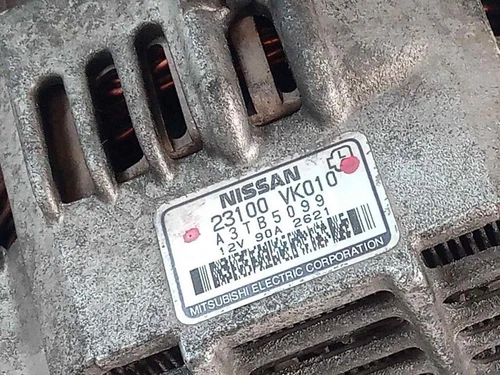 NISSAN
23100 VK010
A3TB5099
12V 90A 2621
MITSUBISHI ELECTRIC CORPORATION